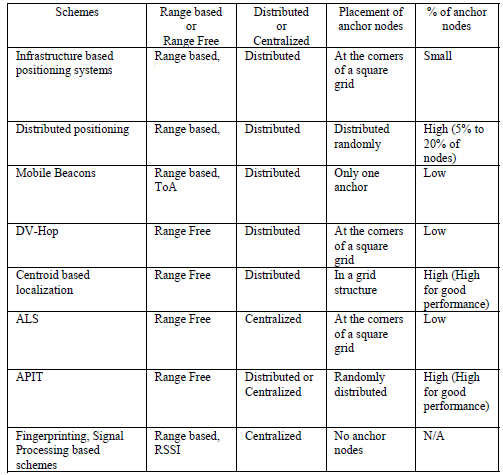 Schemes
Range based
or
Range Free
Distributed
or
Centralized
Placement of
anchor nodes
% of anchor
nodes
Infrastructure based
positioning systems
Range based,
Distributed
At the corners
of a square
grid
Small
Distributed positioning
Range based,
Distributed
Distributed
randomly
High (5% to
20% of
nodes)
Mobile Beacons
Range based,
ToA
Distributed
Only one
anchor
Low
DV-Hop
Range Free
Distributed
At the corners
of a square
grid
Low
Centroid based
localization
Range Free
Distributed
In a grid
structure
High (High
for good
performance)
ALS
Range Free
Centralized
At the corners
of a square
grid
Low
APIT
Range Free
Distributed or
Centralized
Randomly
distributed
High (High
for good
performance)
Fingerprinting, Signal
Processing based
schemes
Range based,
RSSI
Centralized
No anchor
nodes
N/A